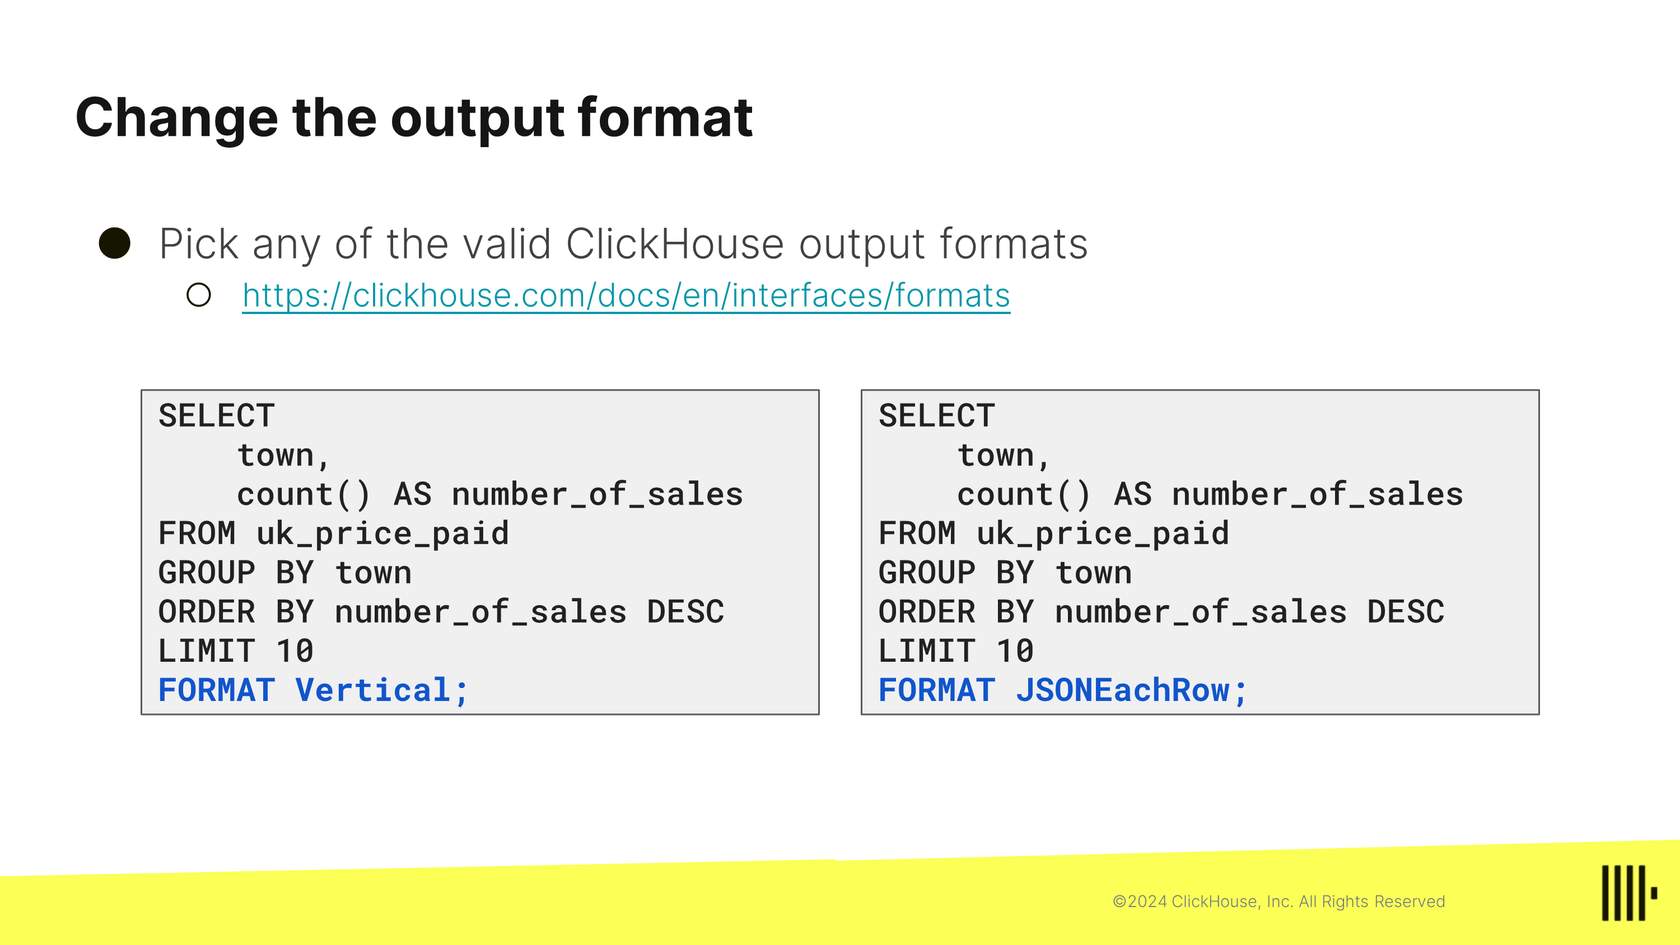 Change the output format
Pick any of the valid ClickHouse output formats
https://clickhouse.com/docs/en/interfaces/formats
SELECT
    town,
    count() AS number_of_sales
FROM uk_price_paid
GROUP BY town
ORDER BY number_of_sales DESC
LIMIT 10
FORMAT Vertical;
SELECT
    town,
    count() AS number_of_sales
FROM uk_price_paid
GROUP BY town
ORDER BY number_of_sales DESC
LIMIT 10
FORMAT JSONEachRow;
©2024 ClickHouse, Inc. All Rights Reserved